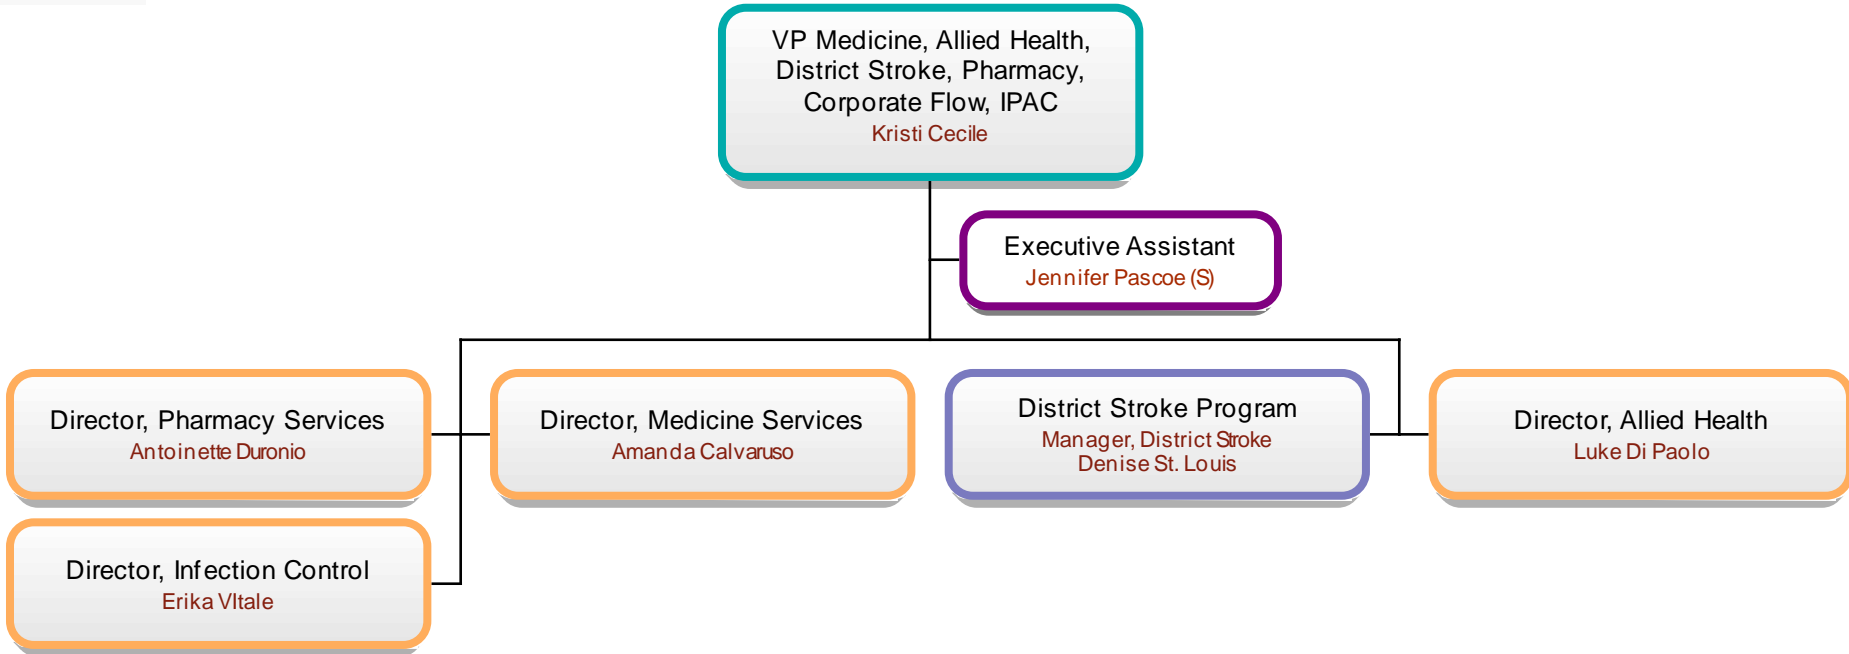 VP Medicine, Allied Health,
District Stroke, Pharmacy,
Corporate Flow, IPAC
Kristi Cecile
Executive Assistant
Jennifer Pascoe (S)
Director, Pharmacy Services
Antoinette Duronio
Director, Medicine Services
Amanda Calvaruso
District Stroke Program
Manager, District Stroke
Denise St. Louis
Director, Allied Health
Luke Di Paolo
Director, Infection Control
Erika VItale